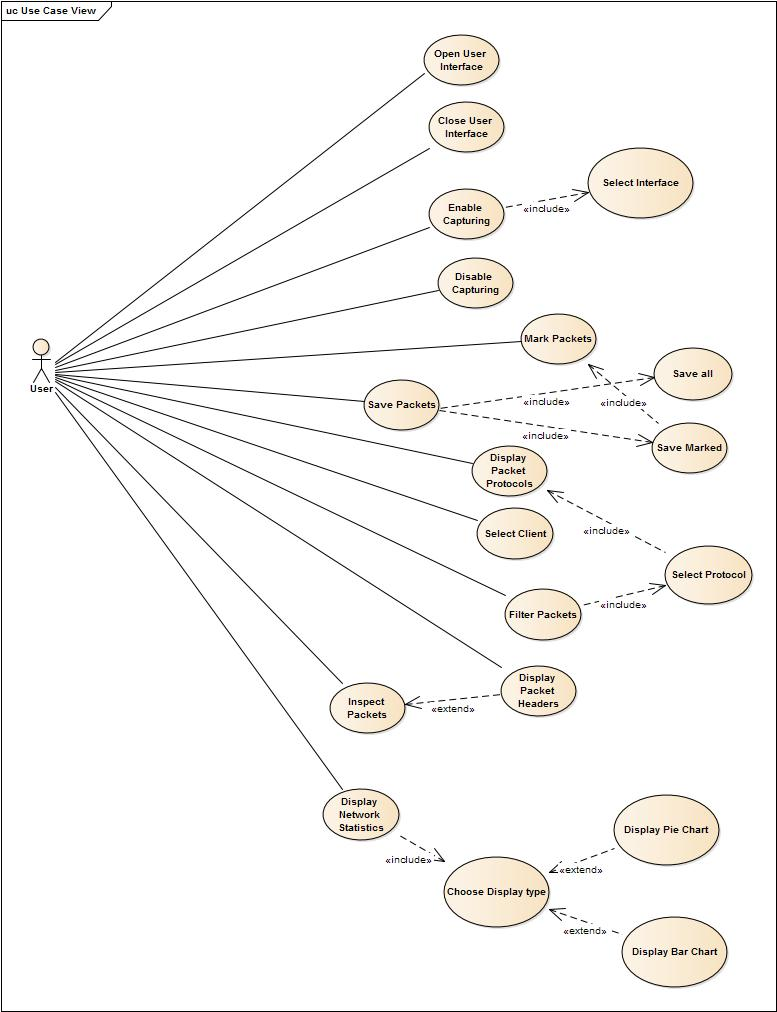 uc Use Case View
Open User
Interface
Close User
Interface
Select Interface
Enable
Capturing
«include»
Disable
Capturing
Mark Packets
User
Save all
Save Packets
«include»
«include»
«include»
Save Marked
Display
Packet
Protocols
Select Client
«include»
Select Protocol
Filter Packets
«include»
Display
Packet
Headers
Inspect
Packets
«extend»
Display
Network
Statistics
Display Pie Chart
«include»
«extend»
Choose Display type
«extend»
Display Bar Chart